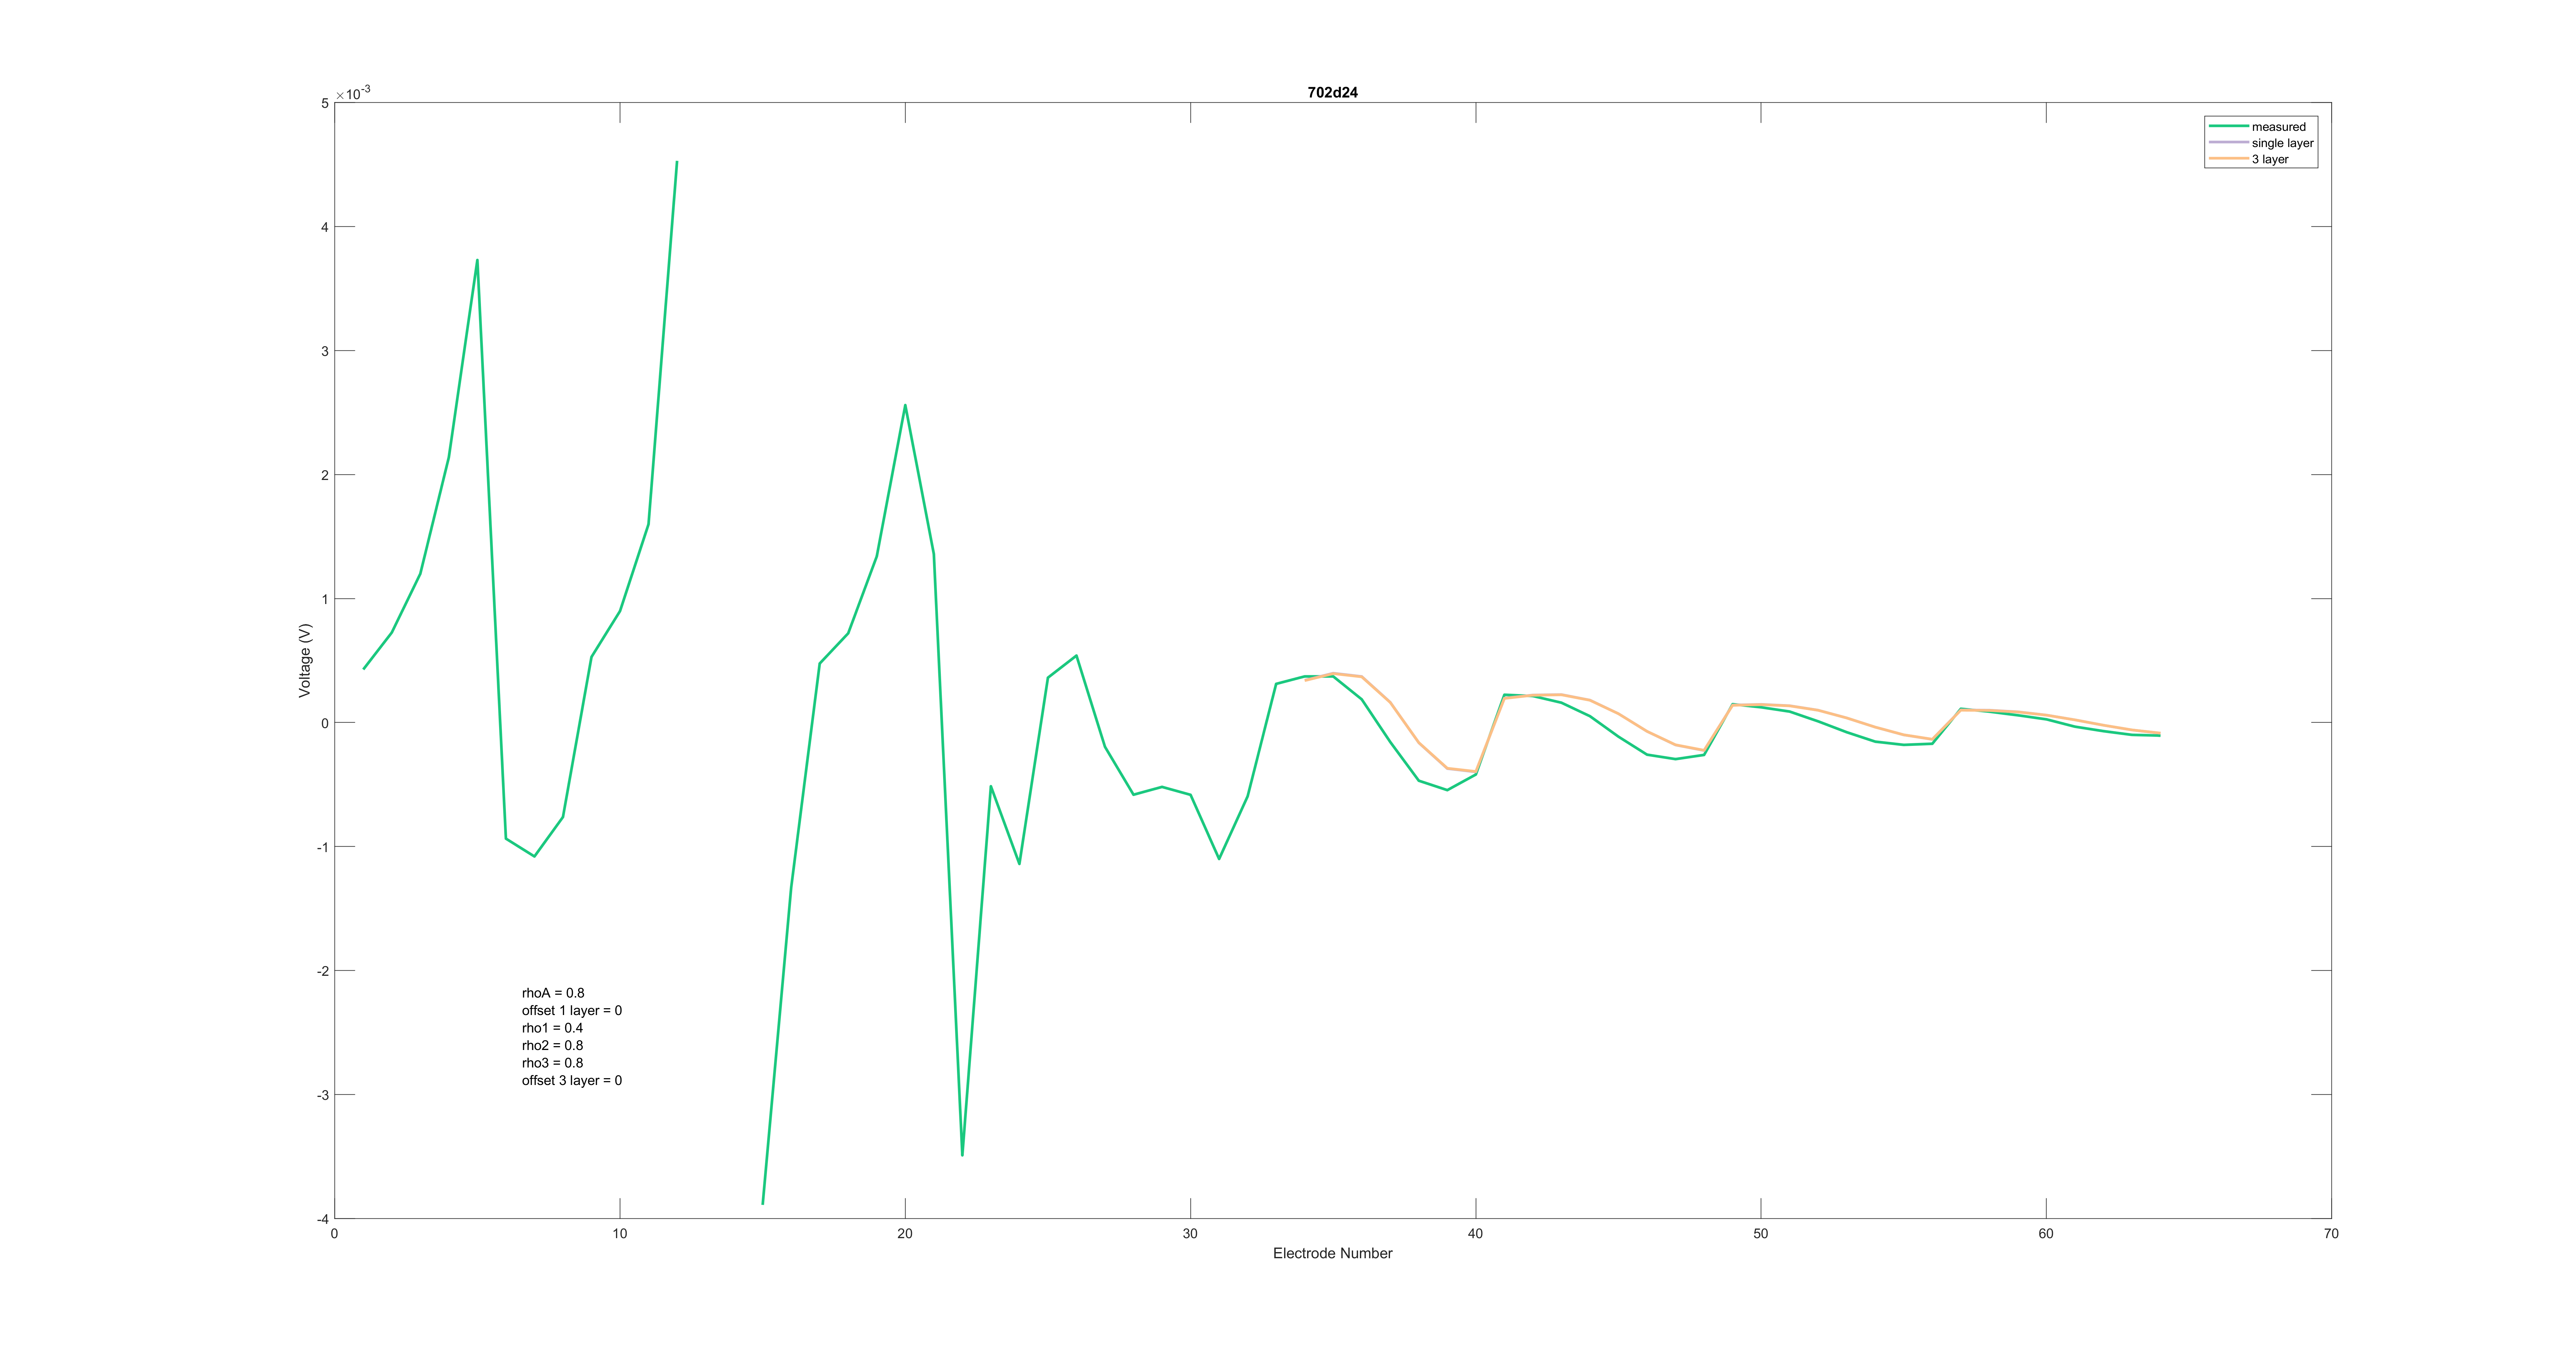 702d24
×10-3
5
4
3
2
1
0
-1
-2
-3
-4
Voltage (V)
measured
single layer
3 layer
rhoA = 0.8
offset 1 layer = 0
rho1 = 0.4
rho2 = 0.8
rho3 = 0.8
offset 3 layer = 0
0 10 20 30 40 50 60 70
Electrode Number